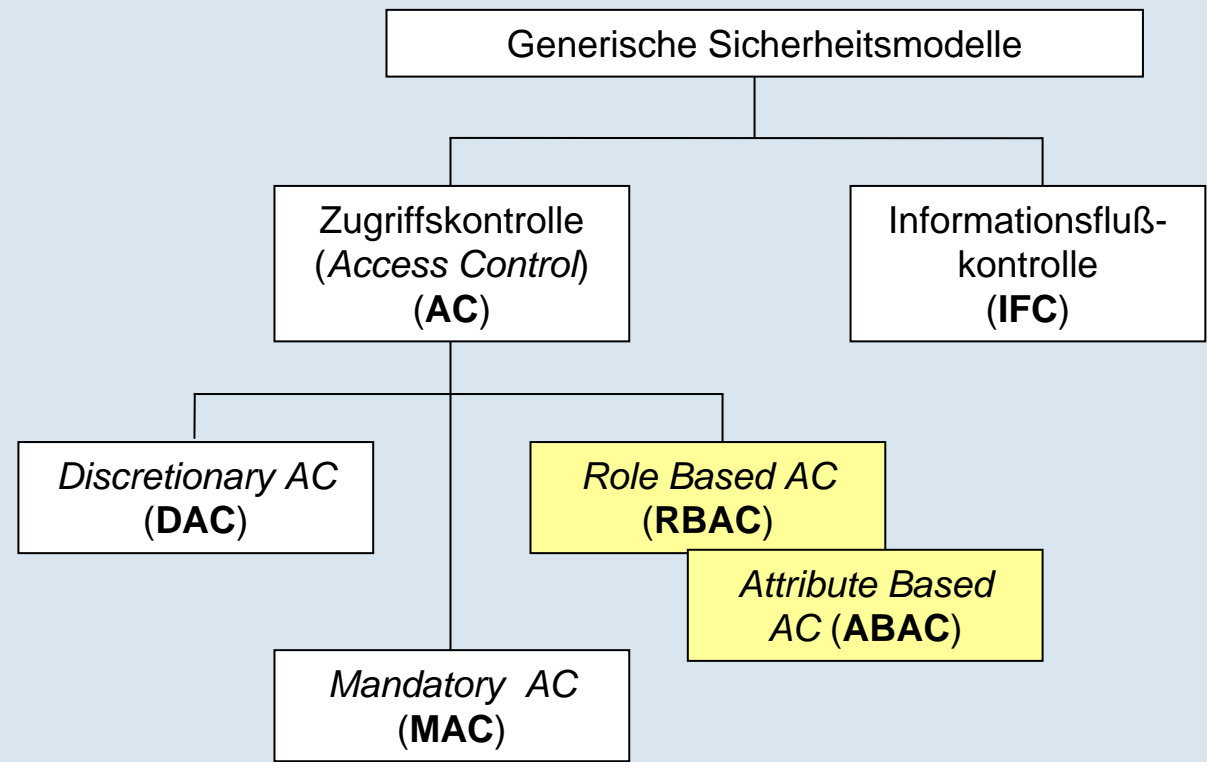 Generische Sicherheitsmodelle
Zugriffskontrolle
(Access Control)
(AC)
Informationsfluß-
kontrolle
(IFC)
Discretionary AC
(DAC)
Role Based AC
(RBAC)
Attribute Based
AC (ABAC)
Mandatory AC
(MAC)